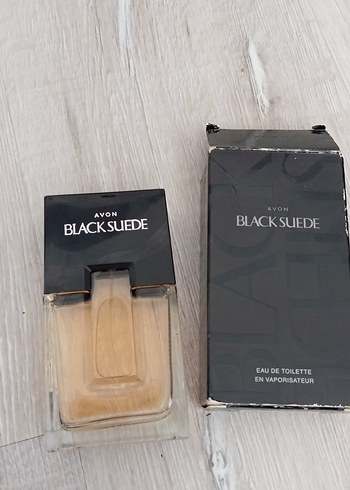 AVON
BLACK SUEDE
AVON
BLACK SUEDE
EAU DE TOILETTE
EN VAPORISATEUR